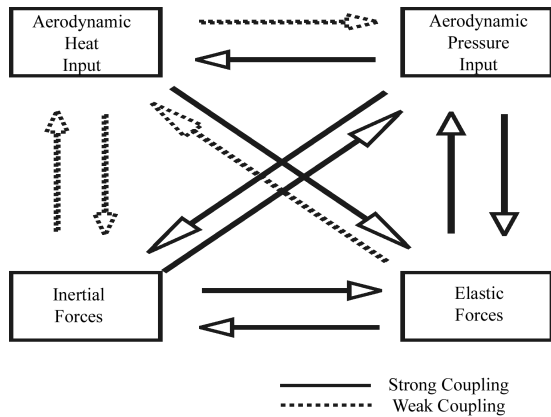 Aerodynamic
Heat
Input
Aerodynamic
Pressure
Input
Inertial
Forces
Elastic
Forces
Strong Coupling
Weak Coupling